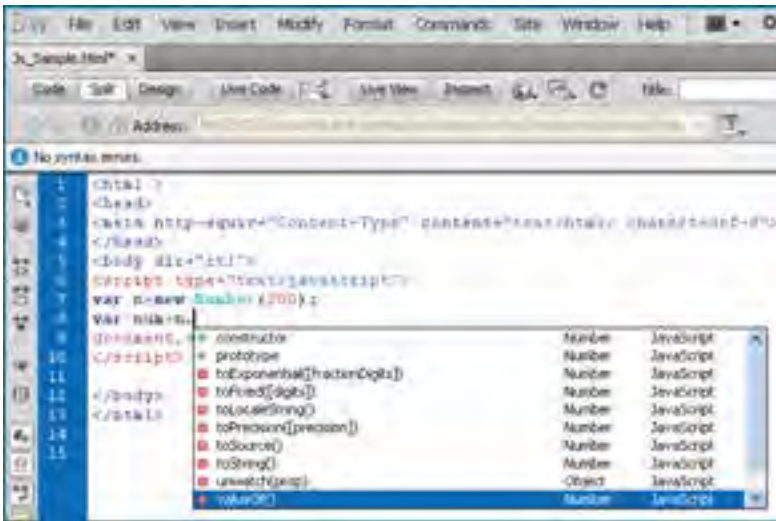 File Edit View Insert Modify Format Commands Site Window Help
Js_Sample.html* ×
Code Split Design Live Code Live View Inspect Title:
Address:
No syntax errors.
1 <html >
2 <head>
3 <meta http-equiv="Content-Type" content="text/html; charset=utf-8">
4 </head>
5 <body dir="rtl">
6 <script type="text/javascript">
7 var n=new Number(200);
8 var num=n.
9 document.
10 </script>
11
12 </body>
13 </html>
14
15
constructor Number JavaScript
prototype Number JavaScript
toExponential([fractionDigits]) Number JavaScript
toFixed([digits]) Number JavaScript
toLocaleString() Number JavaScript
toPrecision([precision]) Number JavaScript
toSource() Number JavaScript
toString() Number JavaScript
unwatch(prop) Object JavaScript
valueOf() Number JavaScript